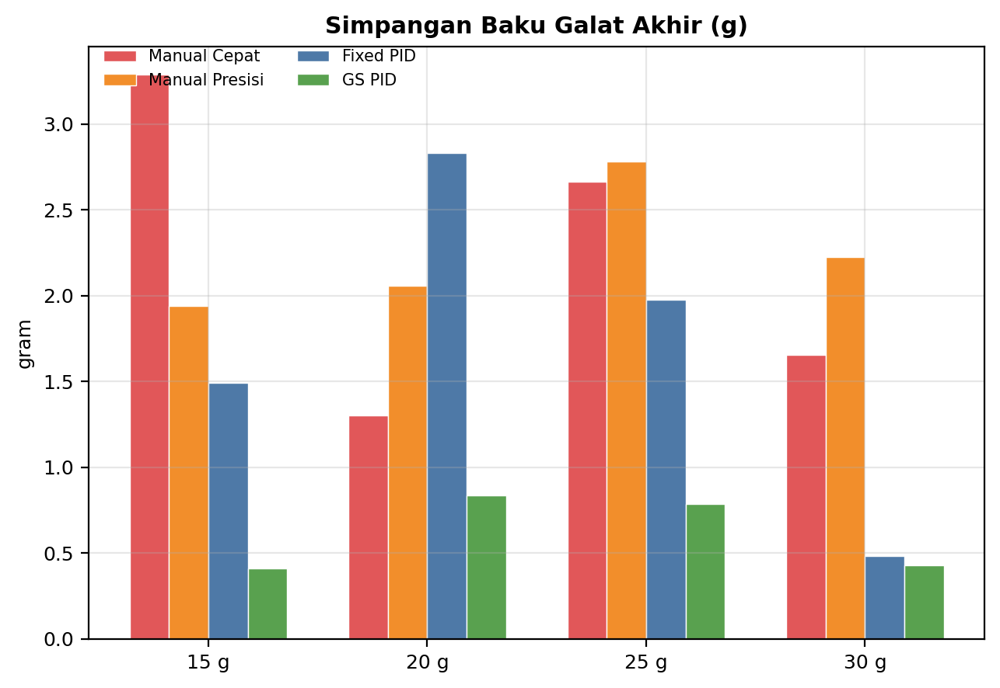 Simpangan Baku Galat Akhir (g)
Manual Cepat
Manual Presisi
Fixed PID
GS PID
gram
3.0
2.5
2.0
1.5
1.0
0.5
0.0
15 g
20 g
25 g
30 g